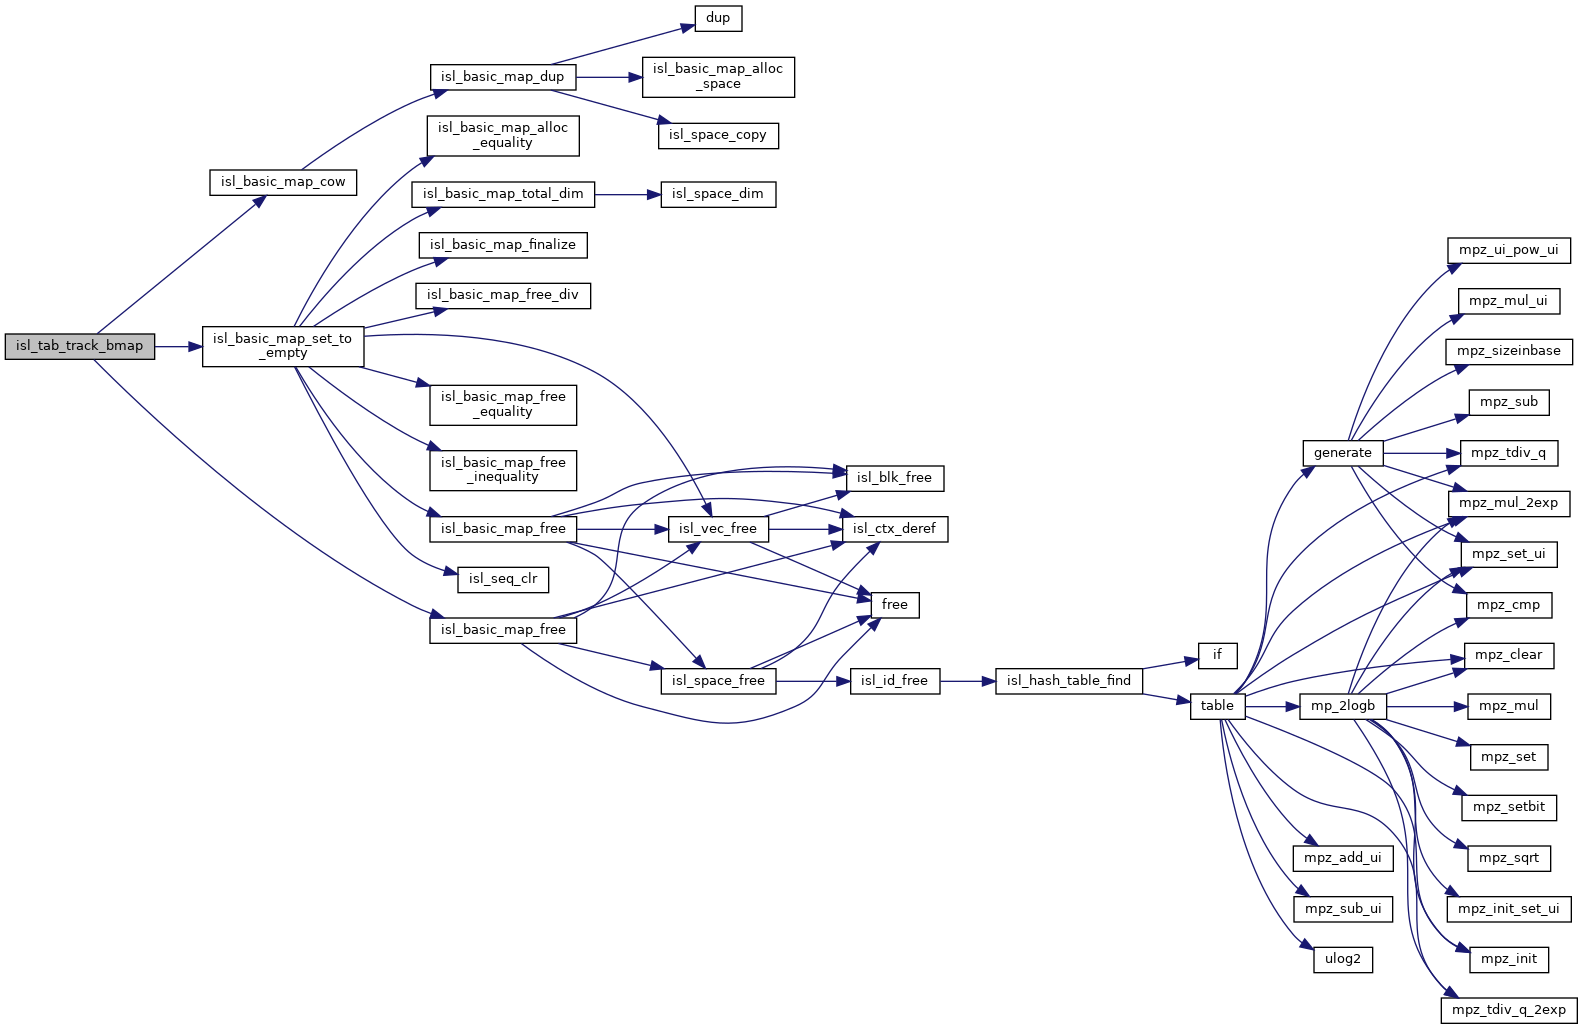 dup
isl_basic_map_dup
isl_basic_map_alloc
_space
isl_basic_map_alloc
_equality
isl_space_copy
isl_basic_map_cow
isl_basic_map_total_dim
isl_space_dim
isl_basic_map_finalize
isl_basic_map_free_div
isl_tab_track_bmap
isl_basic_map_set_to
_empty
isl_basic_map_free
_equality
isl_basic_map_free
_inequality
isl_basic_map_free
isl_seq_clr
isl_basic_map_free
isl_blk_free
isl_vec_free
isl_ctx_deref
free
isl_space_free
isl_id_free
isl_hash_table_find
if
table
generate
mp_2logb
mpz_add_ui
mpz_sub_ui
ulog2
mpz_ui_pow_ui
mpz_mul_ui
mpz_sizeinbase
mpz_sub
mpz_tdiv_q
mpz_mul_2exp
mpz_set_ui
mpz_cmp
mpz_clear
mpz_mul
mpz_set
mpz_setbit
mpz_sqrt
mpz_init_set_ui
mpz_init
mpz_tdiv_q_2exp